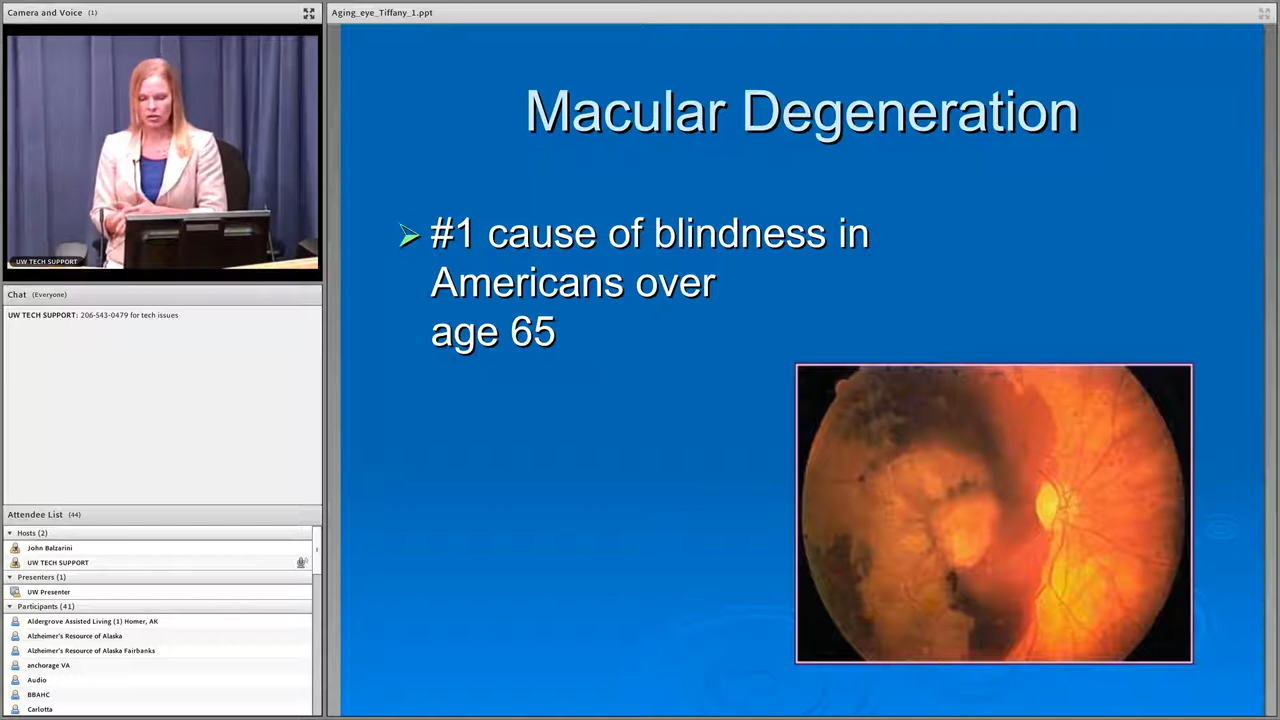 Camera and Voice (1)
UW TECH SUPPORT
Chat (Everyone)
UW TECH SUPPORT: 206-543-0479 for tech issues
Attendee List (44)
Hosts (2)
John Balzarini
UW TECH SUPPORT
Presenters (1)
UW Presenter
Participants (41)
Aldergrove Assisted Living (1) Homer, AK
Alzheimer's Resource of Alaska
Alzheimer's Resource of Alaska Fairbanks
anchorage VA
Audio
BBAHC
Carlotta
Aging_eye_Tiffany_1.ppt
Macular Degeneration
#1 cause of blindness in
Americans over
age 65